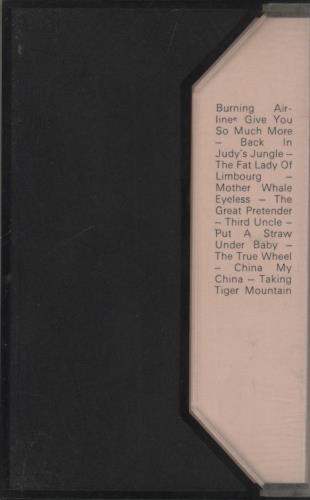 Burning Air-
lines Give You
So Much More
– Back In
Judy's Jungle –
The Fat Lady Of
Limbourg –
Mother Whale
Eyeless – The
Great Pretender
– Third Uncle –
Put A Straw
Under Baby –
The True Wheel
– China My
China – Taking
Tiger Mountain